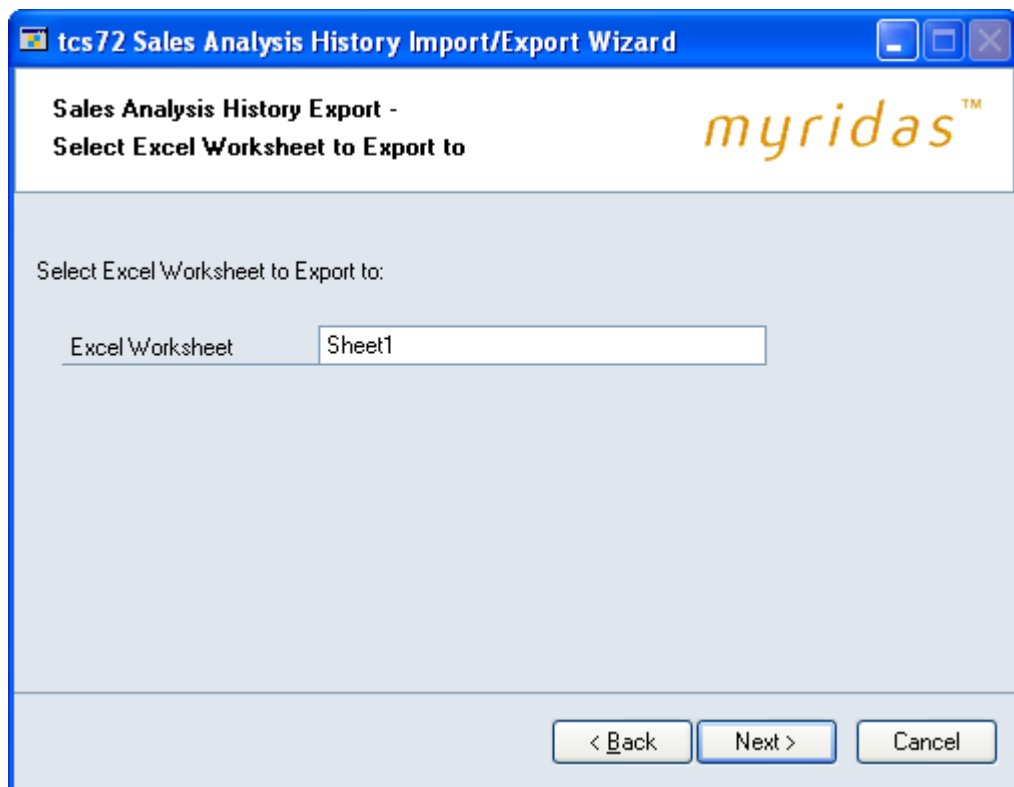 tcs72 Sales Analysis History Import/Export Wizard
Sales Analysis History Export -
Select Excel Worksheet to Export to
myridas™
Select Excel Worksheet to Export to:
Excel Worksheet Sheet1
< Back Next > Cancel